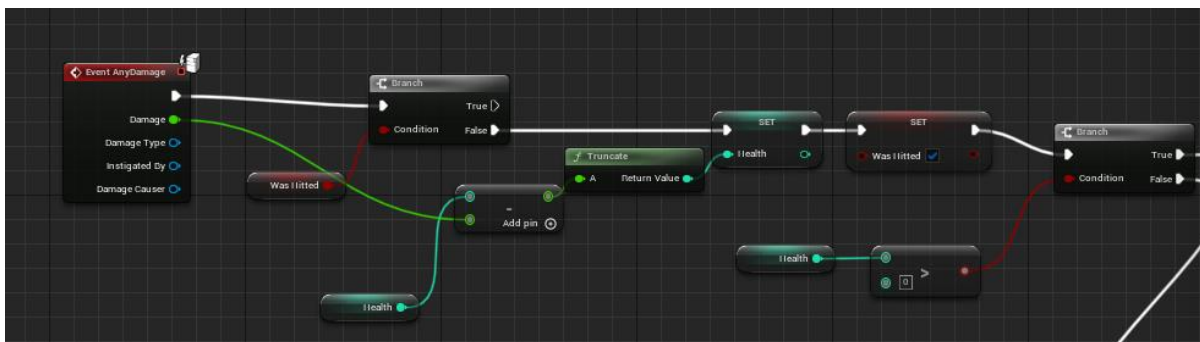 Event AnyDamage
Damage
Damage Type
Instigated By
Damage Causer
Branch
True
Condition
False
Was Hitted
Health
-
Add pin
Truncate
A
Return Value
SET
Health
SET
Was Hitted
Health
0
>
Branch
True
Condition
False